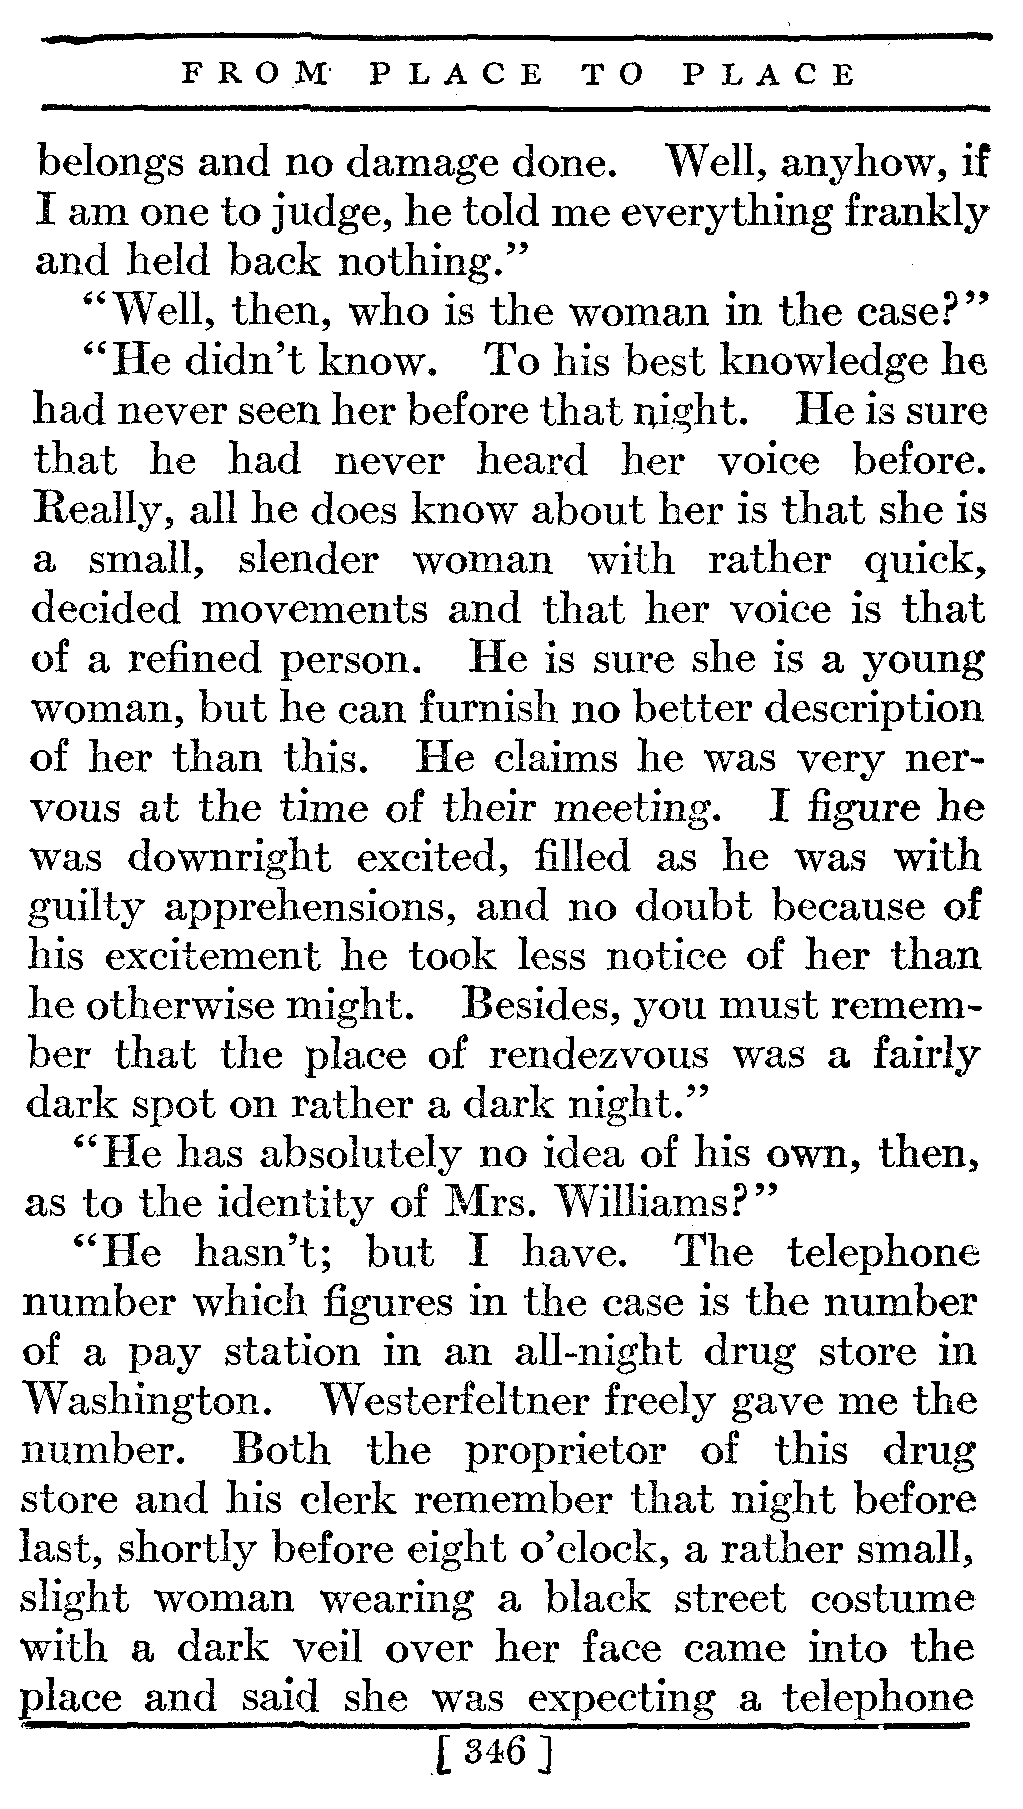 FROM PLACE TO PLACE
belongs and no damage done. Well, anyhow, if
I am one to judge, he told me everything frankly
and held back nothing.”
“Well, then, who is the woman in the case?”
“He didn’t know. To his best knowledge he
had never seen her before that night. He is sure
that he had never heard her voice before.
Really, all he does know about her is that she is
a small, slender woman with rather quick,
decided movements and that her voice is that
of a refined person. He is sure she is a young
woman, but he can furnish no better description
of her than this. He claims he was very ner-
vous at the time of their meeting. I figure he
was downright excited, filled as he was with
guilty apprehensions, and no doubt because of
his excitement he took less notice of her than
he otherwise might. Besides, you must remem-
ber that the place of rendezvous was a fairly
dark spot on rather a dark night.”
“He has absolutely no idea of his own, then,
as to the identity of Mrs. Williams?”
“He hasn’t; but I have. The telephone
number which figures in the case is the number
of a pay station in an all-night drug store in
Washington. Westerfeltner freely gave me the
number. Both the proprietor of this drug
store and his clerk remember that night before
last, shortly before eight o’clock, a rather small,
slight woman wearing a black street costume
with a dark veil over her face came into the
place and said she was expecting a telephone
[ 346 ]